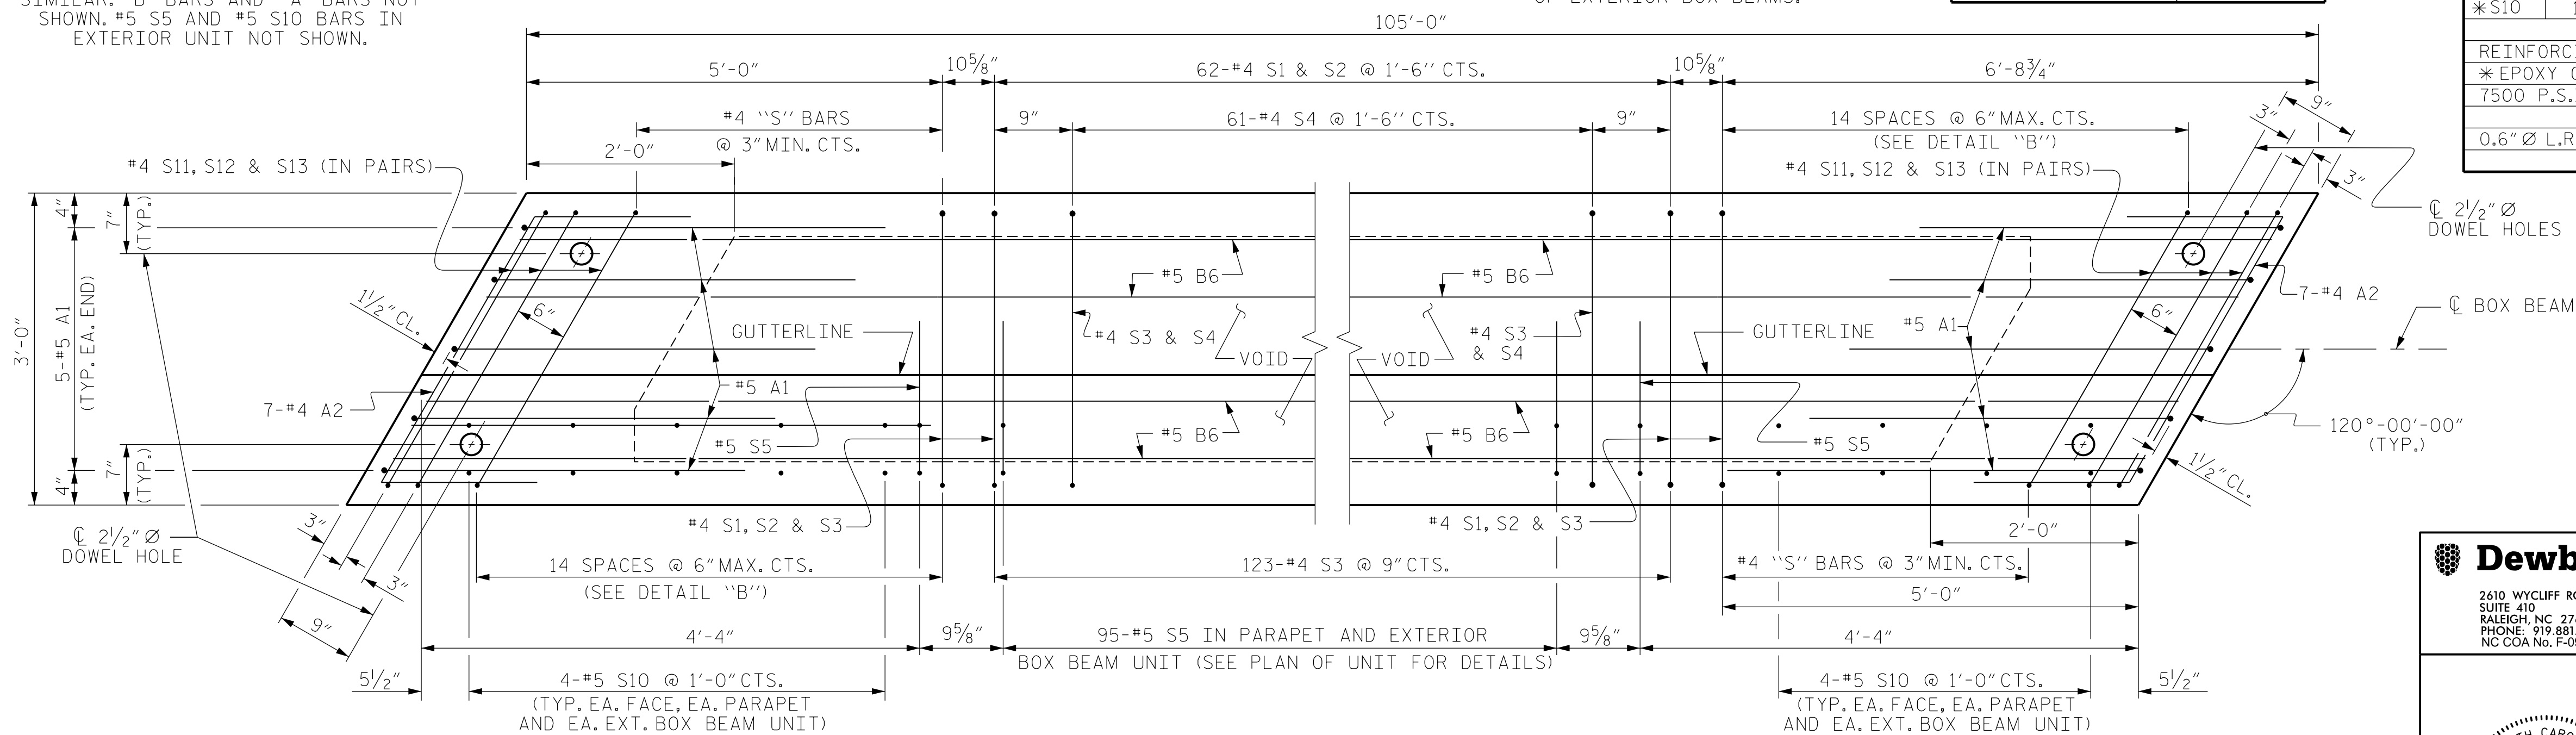 SIMILAR. "B" BARS AND "A" BARS NOT
SHOWN. #5 S5 AND #5 S10 BARS IN
EXTERIOR UNIT NOT SHOWN.
OF EXTERIOR BOX BEAMS.
*S10
REINFORC
*EPOXY
7500 P.S.
0.6" Ø L.R
105'-0"
5'-0"
10⅝"
62-#4 S1 & S2 @ 1'-6" CTS.
10⅝"
6'-8¾"
#4 "S" BARS
@ 3" MIN. CTS.
9"
61-#4 S4 @ 1'-6" CTS.
9"
14 SPACES @ 6" MAX. CTS.
(SEE DETAIL "B")
3"
9"
2'-0"
#4 S11, S12 & S13 (IN PAIRS)
#4 S11, S12 & S13 (IN PAIRS)
3"
℄ 2½" Ø
DOWEL HOLES
4"
7"
(TYP.)
3'-0"
5-#5 A1
(TYP. EA. END)
1½" CL.
6"
#5 B6
#5 B6
6"
7-#4 A2
℄ BOX BEAM
GUTTERLINE
#4 S3 & S4
VOID
VOID
#4 S3
& S4
GUTTERLINE
#5 A1
#5 A1
7-#4 A2
#5 S5
#5 B6
#5 B6
#5 S5
120°-00'-00"
(TYP.)
1½" CL.
7"
(TYP.)
4"
#4 S1, S2 & S3
#4 S1, S2 & S3
2'-0"
℄ 2½" Ø
DOWEL HOLE
3"
3"
9"
14 SPACES @ 6" MAX. CTS.
(SEE DETAIL "B")
123-#4 S3 @ 9" CTS.
#4 "S" BARS @ 3" MIN. CTS.
5'-0"
4'-4"
9⅝"
95-#5 S5 IN PARAPET AND EXTERIOR
BOX BEAM UNIT (SEE PLAN OF UNIT FOR DETAILS)
9⅝"
4'-4"
5½"
4-#5 S10 @ 1'-0" CTS.
(TYP. EA. FACE, EA. PARAPET
AND EA. EXT. BOX BEAM UNIT)
4-#5 S10 @ 1'-0" CTS.
(TYP. EA. FACE, EA. PARAPET
AND EA. EXT. BOX BEAM UNIT)
5½"
Dewb
2610 WYCLIFF RO
SUITE 410
RALEIGH, NC 27
PHONE: 919.881.
NC COA No. F-0
TH CARO